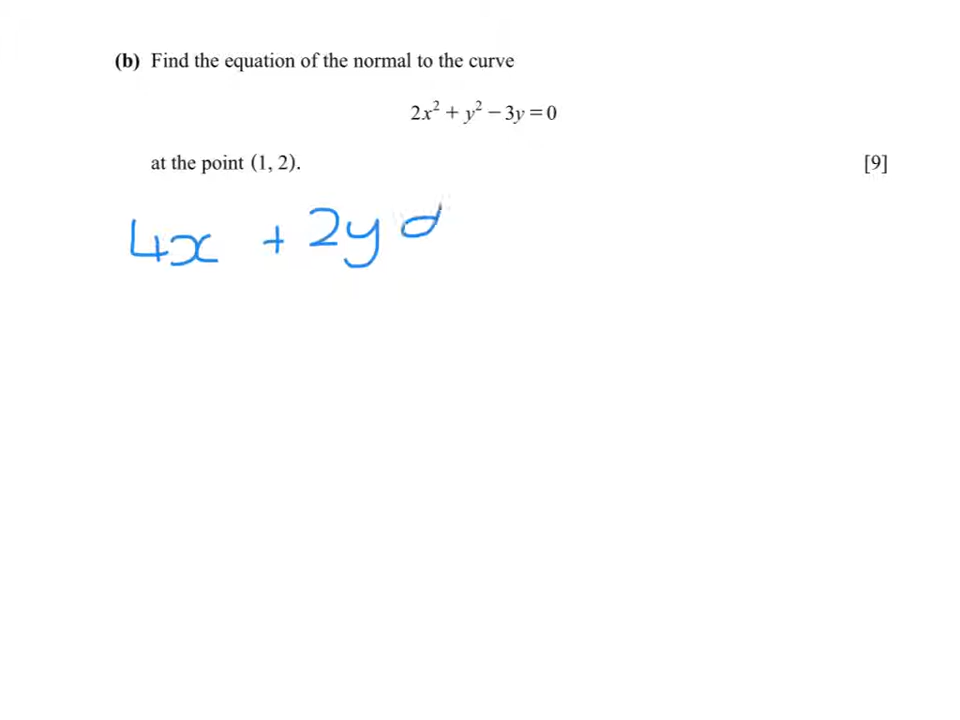 (b) Find the equation of the normal to the curve
2x² + y² − 3y = 0
at the point (1, 2). [9]
4x + 2y d